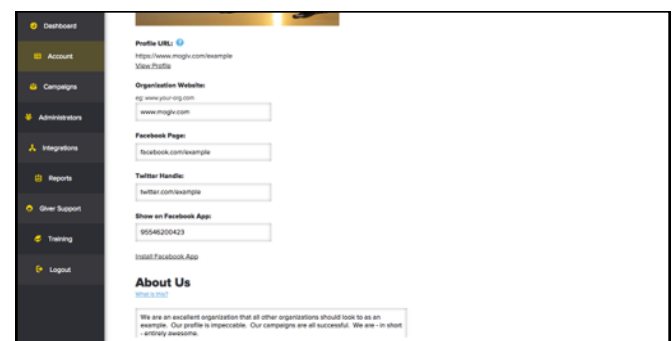 Dashboard
Account
Campaigns
Administrators
Integrations
Reports
Giver Support
Training
Logout
Profile URL:
https://www.mogiv.com/example
View Profile
Organization Website:
eg: www.your-org.com
www.mogiv.com
Facebook Page:
facebook.com/example
Twitter Handle:
twitter.com/example
Show on Facebook App:
95546200423
Install Facebook App
About Us
What is this?
We are an excellent organization that all other organizations should look to as an
example. Our profile is impeccable. Our campaigns are all successful. We are - in short
- entirely awesome.